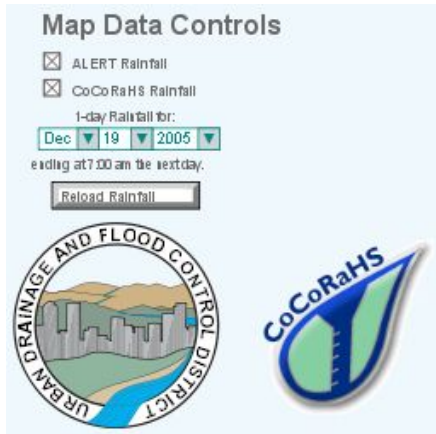 Map Data Controls
ALERT Rainfall
CoCoRaHS Rainfall
1-day Rainfall for:
Dec 19 2005
ending at 7:00 am the next day.
Reload Rainfall
URBAN DRAINAGE AND FLOOD CONTROL DISTRICT
CoCoRaHS